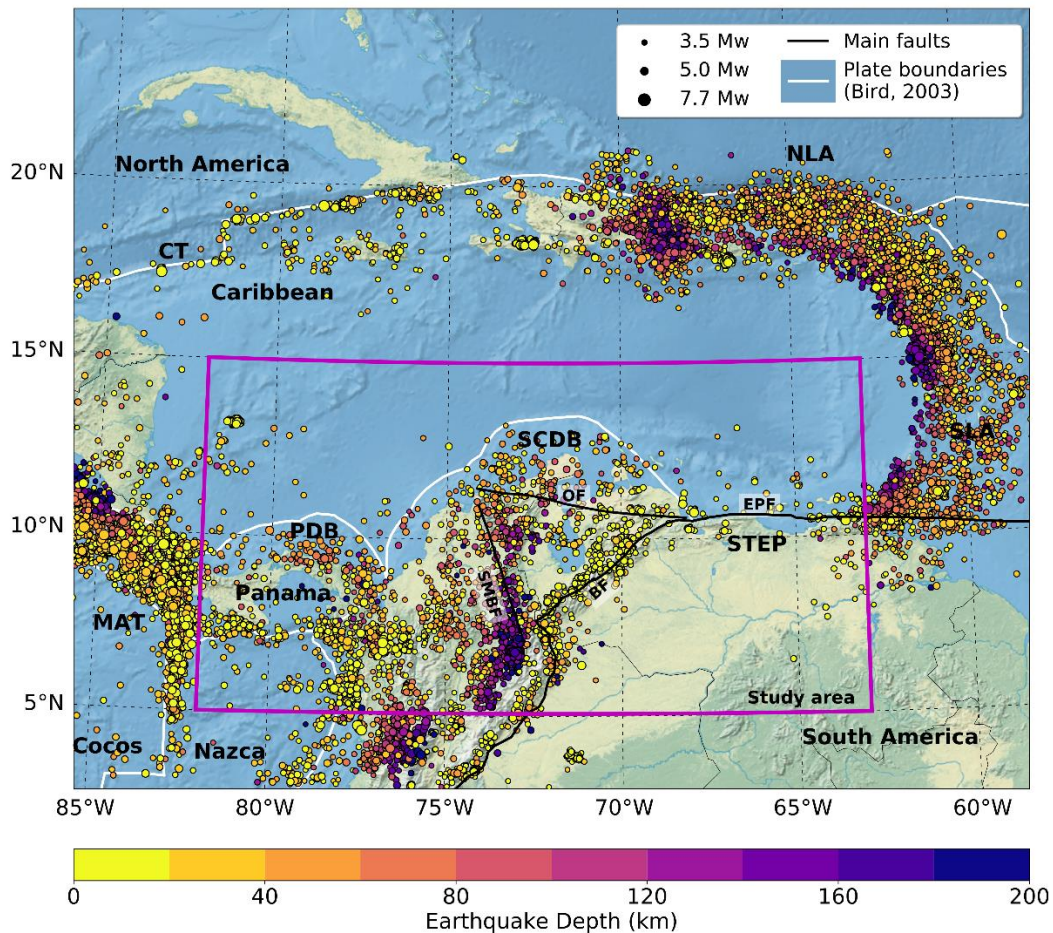 3.5 Mw
5.0 Mw
7.7 Mw
Main faults
Plate boundaries
(Bird, 2003)
North America
NLA
20°N
CT
Caribbean
15°N
SCDB
SLA
OF
EPF
10°N
PDB
STEP
Panama
SMBF
BF
MAT
5°N
Study area
Cocos
Nazca
South America
85°W
80°W
75°W
70°W
65°W
60°W
0
40
80
120
160
200
Earthquake Depth (km)